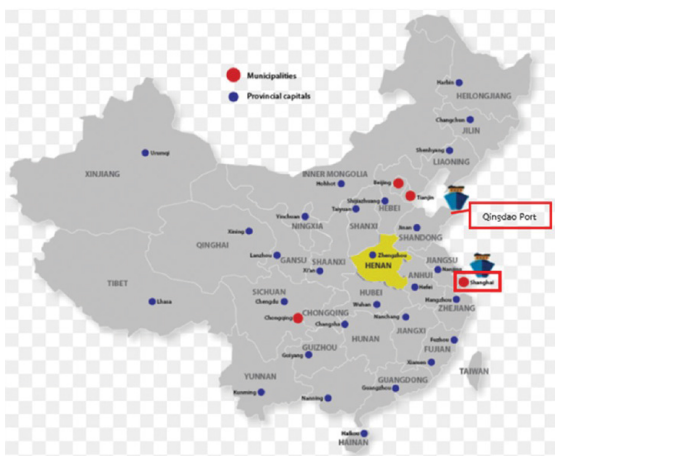 Municipalities
Provincial capitals
Harbin
HEILONGJIANG
Changchun
JILIN
Shenhyang
LIAONING
Urumqi
XINJIANG
INNER MONGOLIA
Hohhot
Beijing
Tianjin
Shijiazhuang
HEBEI
Taiyuan
Qingdao Port
Yinchuan
NINGXIA
SHANXI
Jinan
SHANDONG
Xining
QINGHAI
Lanzhou
GANSU
SHAANXI
Xi'an
Zhengzhou
HENAN
JIANGSU
Nanjing
ANHUI
Hefei
Shanghai
TIBET
Lhasa
SICHUAN
Chengdu
HUBEI
Wuhan
Hangzhou
ZHEJIANG
Chongqing
CHONGQING
Changsha
Nanchang
JIANGXI
HUNAN
GUIZHOU
Guiyang
Fuzhou
FUJIAN
Xiamen
TAIWAN
YUNNAN
Kunming
Nanning
GUANGDONG
Guangzhou
Haikou
HAINAN